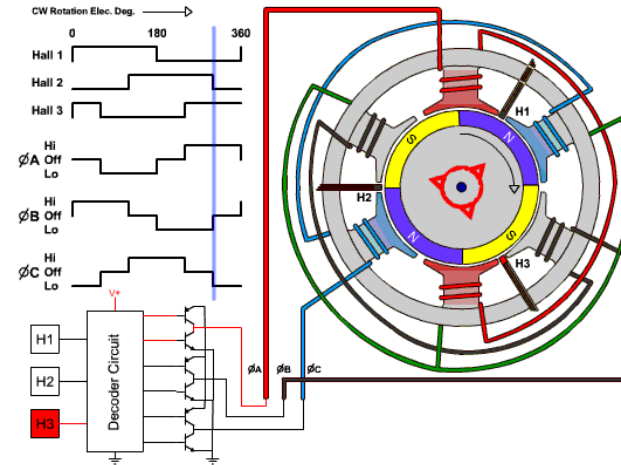 CW Rotation Elec. Deg.
0 180 360
Hall 1
Hall 2
Hall 3
Hi
ØA Off
Lo
Hi
ØB Off
Lo
Hi
ØC Off
Lo
V+
H1
H2
H3
Decoder Circuit
ØA ØB ØC
H1
H2
H3
N
S
N
S